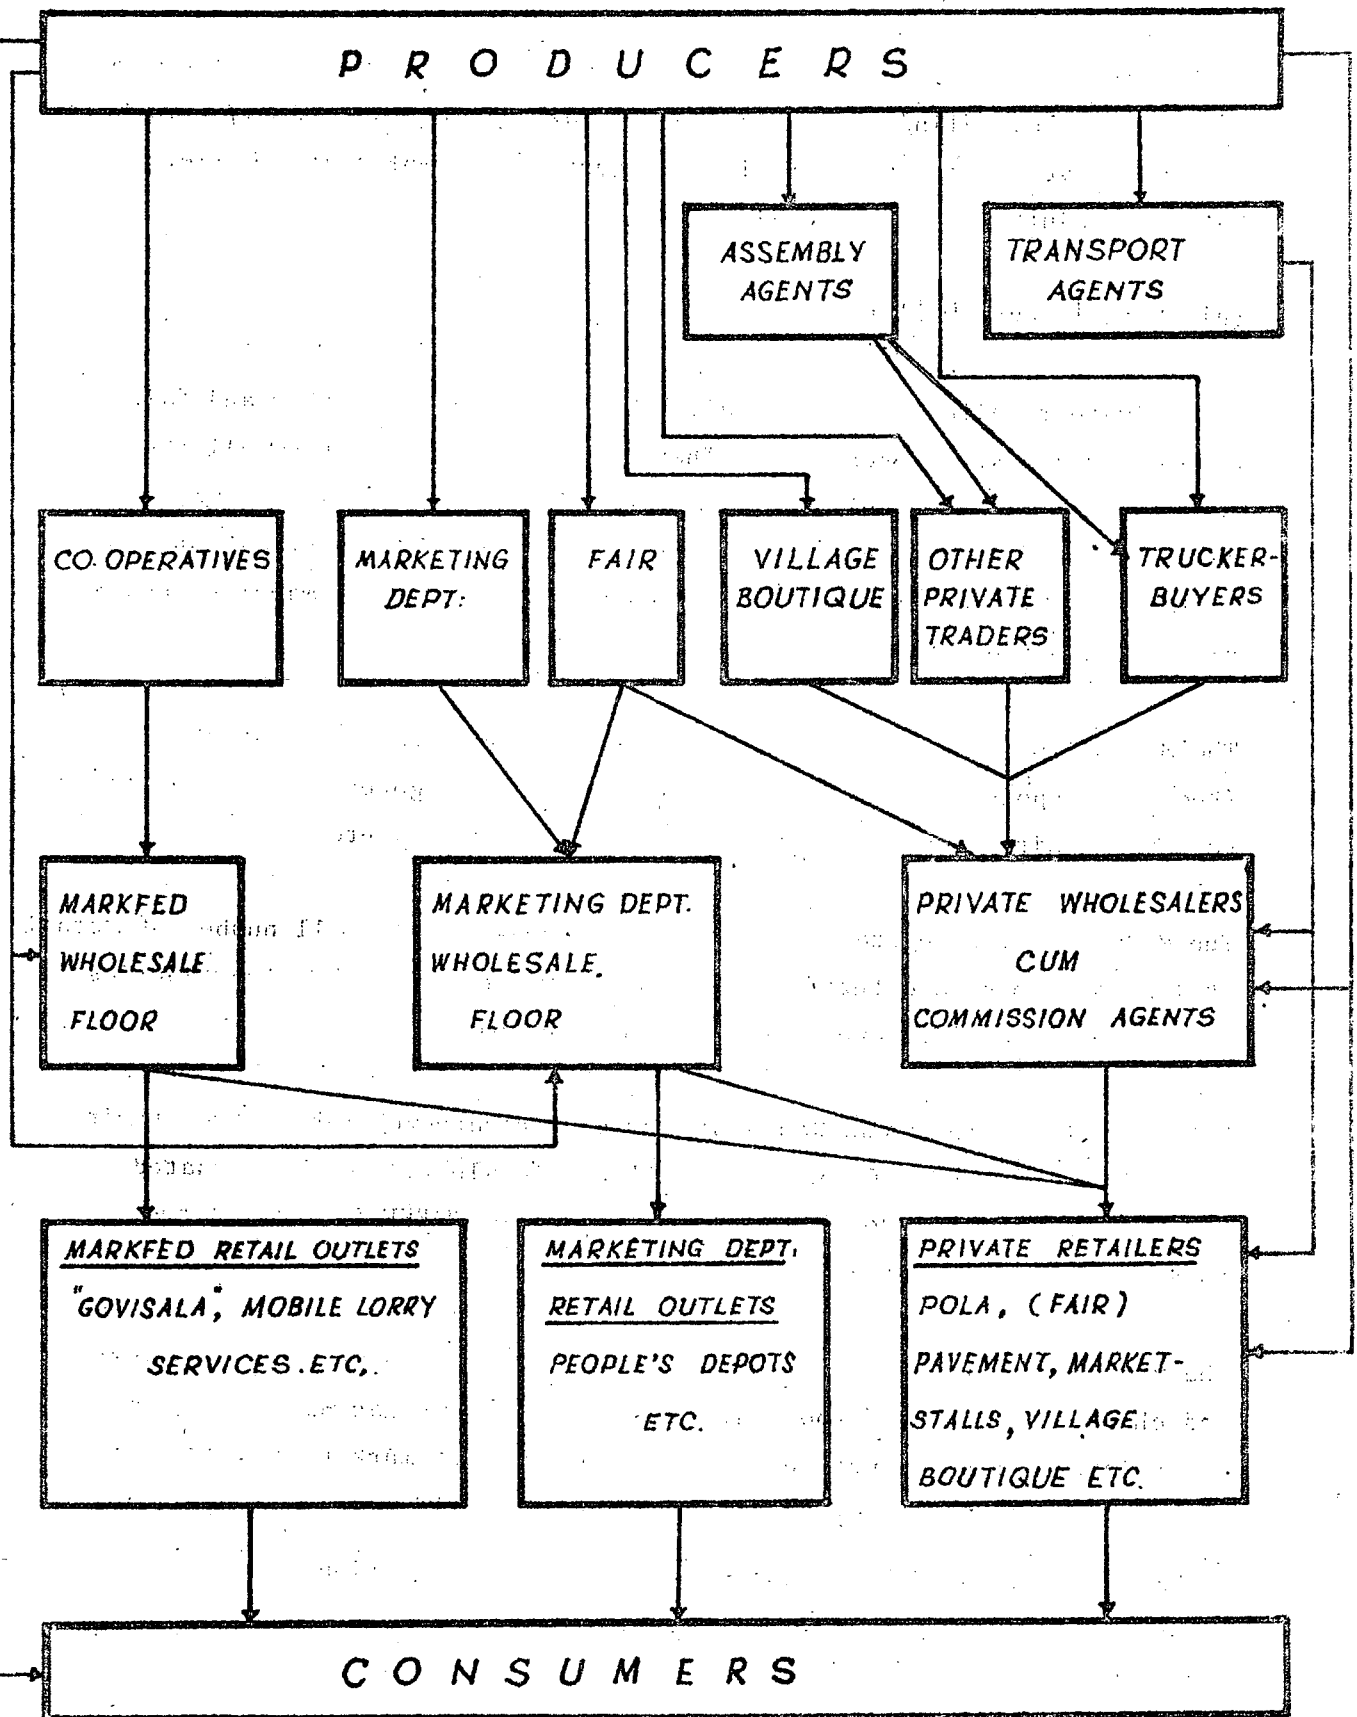 PRODUCERS
ASSEMBLY
AGENTS
TRANSPORT
AGENTS
CO.OPERATIVES
MARKETING
DEPT:
FAIR
VILLAGE
BOUTIQUE
OTHER
PRIVATE
TRADERS
TRUCKER-
BUYERS
MARKFED
WHOLESALE
FLOOR
MARKETING DEPT.
WHOLESALE.
FLOOR
PRIVATE WHOLESALERS
CUM
COMMISSION AGENTS
MARKFED RETAIL OUTLETS
"GOVISALA", MOBILE LORRY
SERVICES.ETC,.
MARKETING DEPT.
RETAIL OUTLETS
PEOPLE'S DEPOTS
ETC.
PRIVATE RETAILERS
POLA, (FAIR)
PAVEMENT, MARKET-
STALLS, VILLAGE
BOUTIQUE ETC.
CONSUMERS